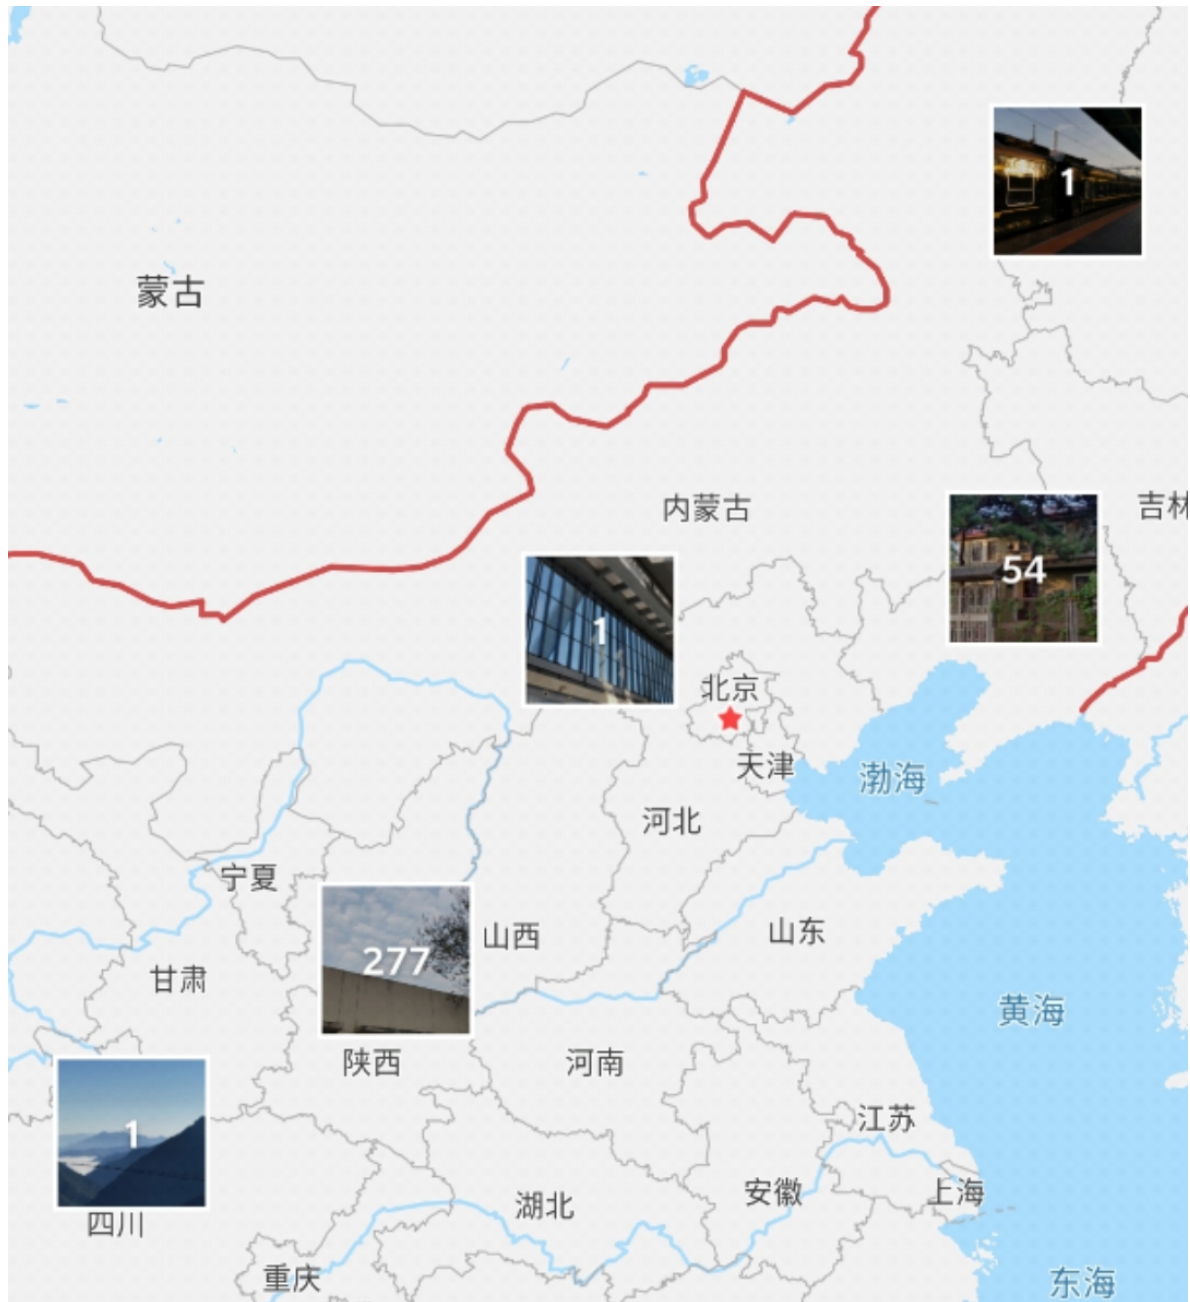 1
蒙古
内蒙古
吉林
54
1
北京
天津
渤海
河北
宁夏
277
山西
山东
甘肃
黄海
陕西
河南
1
江苏
四川
湖北
安徽
上海
重庆
东海